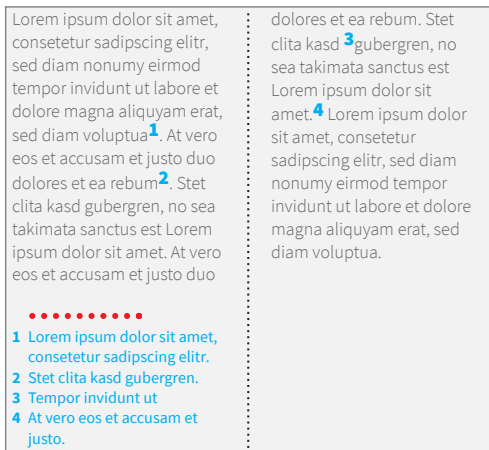 Lorem ipsum dolor sit amet,
consetetur sadipscing elitr,
sed diam nonumy eirmod
tempor invidunt ut labore et
dolore magna aliquyam erat,
sed diam voluptua1. At vero
eos et accusam et justo duo
dolores et ea rebum2. Stet
clita kasd gubergren, no sea
takimata sanctus est Lorem
ipsum dolor sit amet. At vero
eos et accusam et justo duo
1 Lorem ipsum dolor sit amet,
consetetur sadipscing elitr.
2 Stet clita kasd gubergren.
3 Tempor invidunt ut
4 At vero eos et accusam et
justo.
dolores et ea rebum. Stet
clita kasd 3gubergren, no
sea takimata sanctus est
Lorem ipsum dolor sit
amet.4 Lorem ipsum dolor
sit amet, consetetur
sadipscing elitr, sed diam
nonumy eirmod tempor
invidunt ut labore et dolore
magna aliquyam erat, sed
diam voluptua.